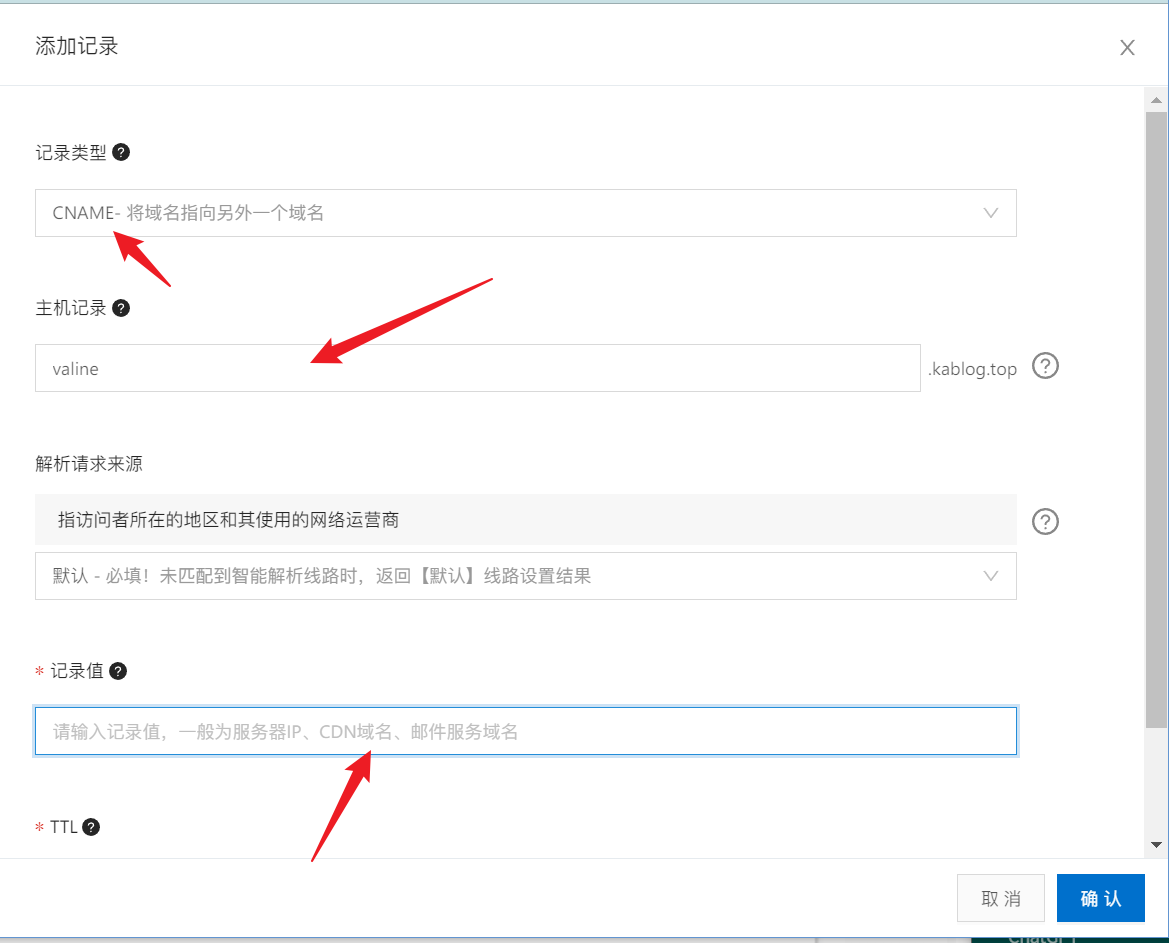 添加记录
记录类型
CNAME- 将域名指向另外一个域名
主机记录
valine
.kablog.top
解析请求来源
指访问者所在的地区和其使用的网络运营商
默认 - 必填！未匹配到智能解析线路时，返回【默认】线路设置结果
* 记录值
请输入记录值，一般为服务器IP、CDN域名、邮件服务域名
* TTL
取 消
确 认